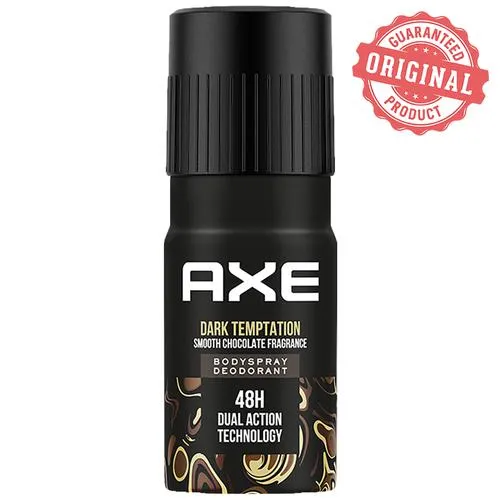 GUARANTEED
ORIGINAL
PRODUCT
AXE
DARK TEMPTATION
SMOOTH CHOCOLATE FRAGRANCE
BODYSPRAY
DEODORANT
48H
DUAL ACTION
TECHNOLOGY